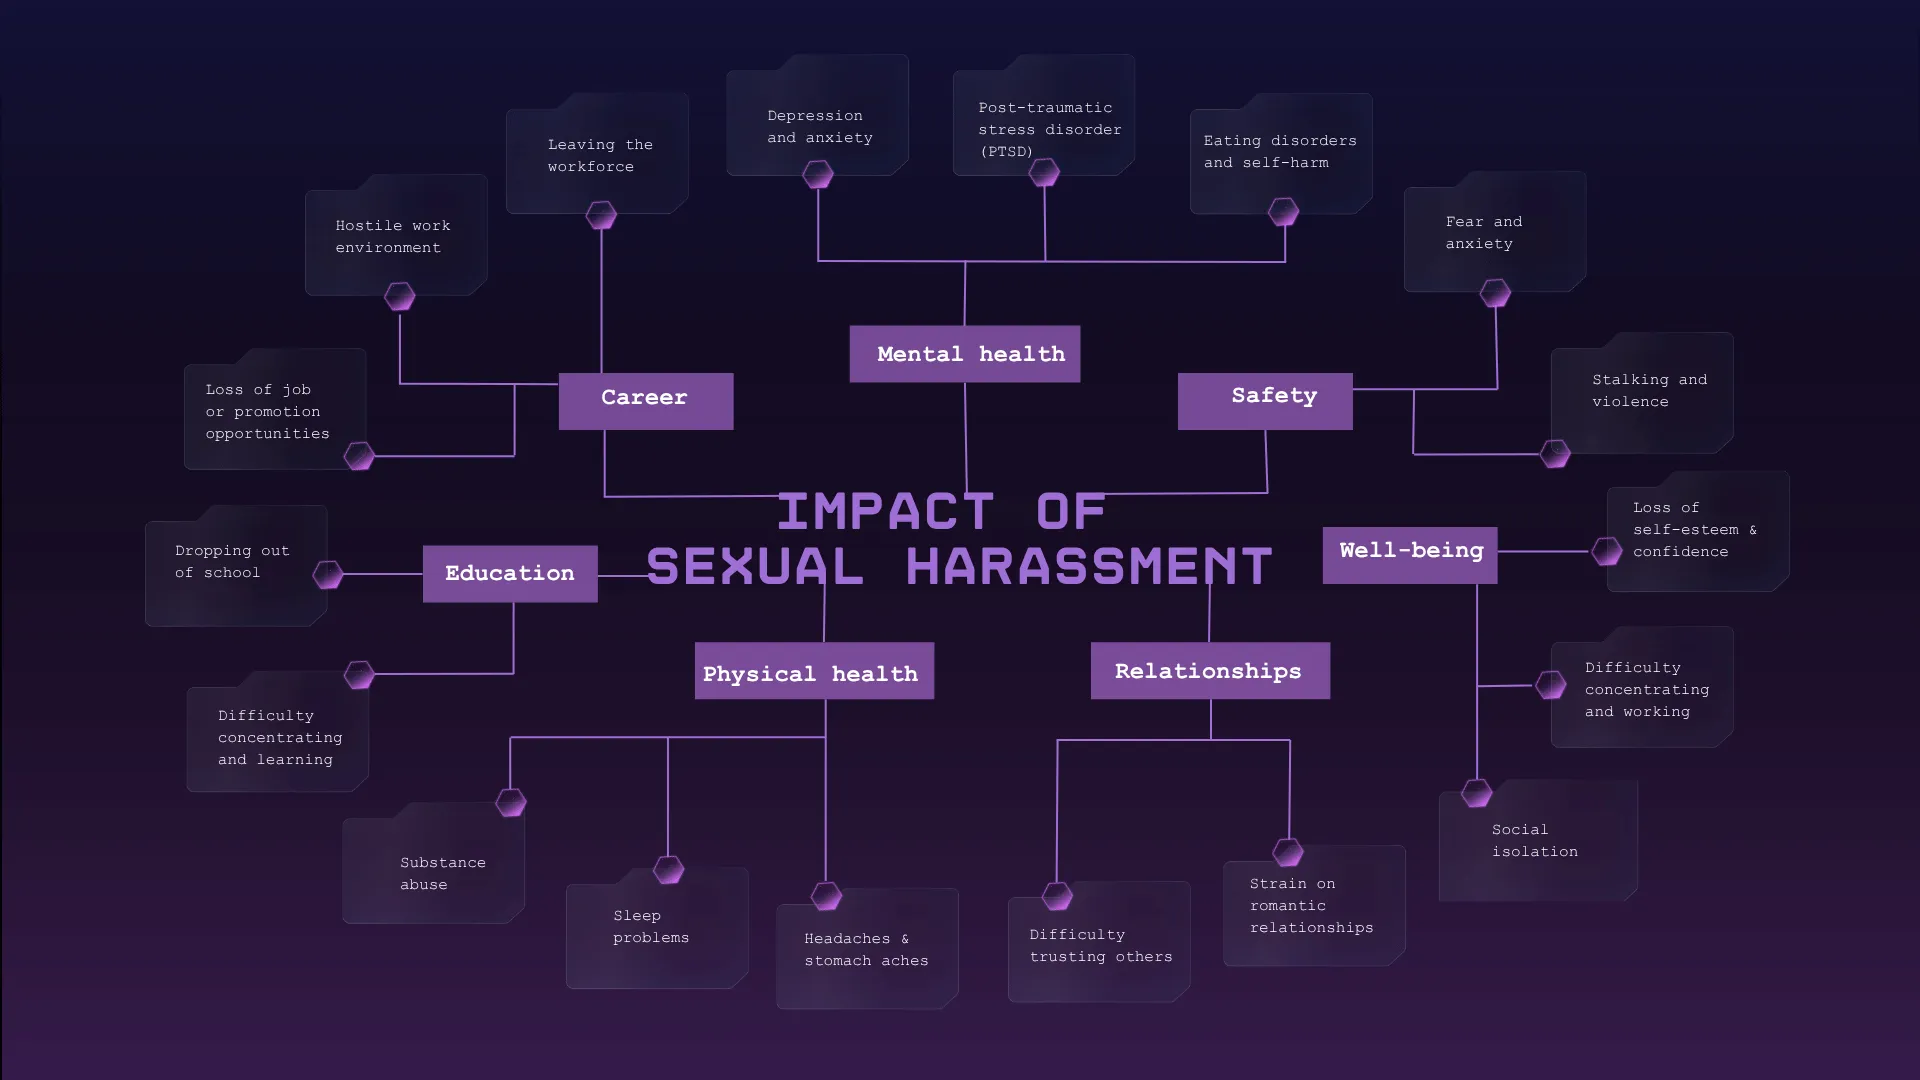 IMPACT OF
SEXUAL HARASSMENT
Mental health
Depression
and anxiety
Post-traumatic
stress disorder
(PTSD)
Eating disorders
and self-harm
Safety
Fear and
anxiety
Stalking and
violence
Well-being
Loss of
self-esteem &
confidence
Difficulty
concentrating
and working
Social
isolation
Relationships
Strain on
romantic
relationships
Difficulty
trusting others
Physical health
Headaches &
stomach aches
Sleep
problems
Substance
abuse
Education
Difficulty
concentrating
and learning
Dropping out
of school
Career
Loss of job
or promotion
opportunities
Hostile work
environment
Leaving the
workforce